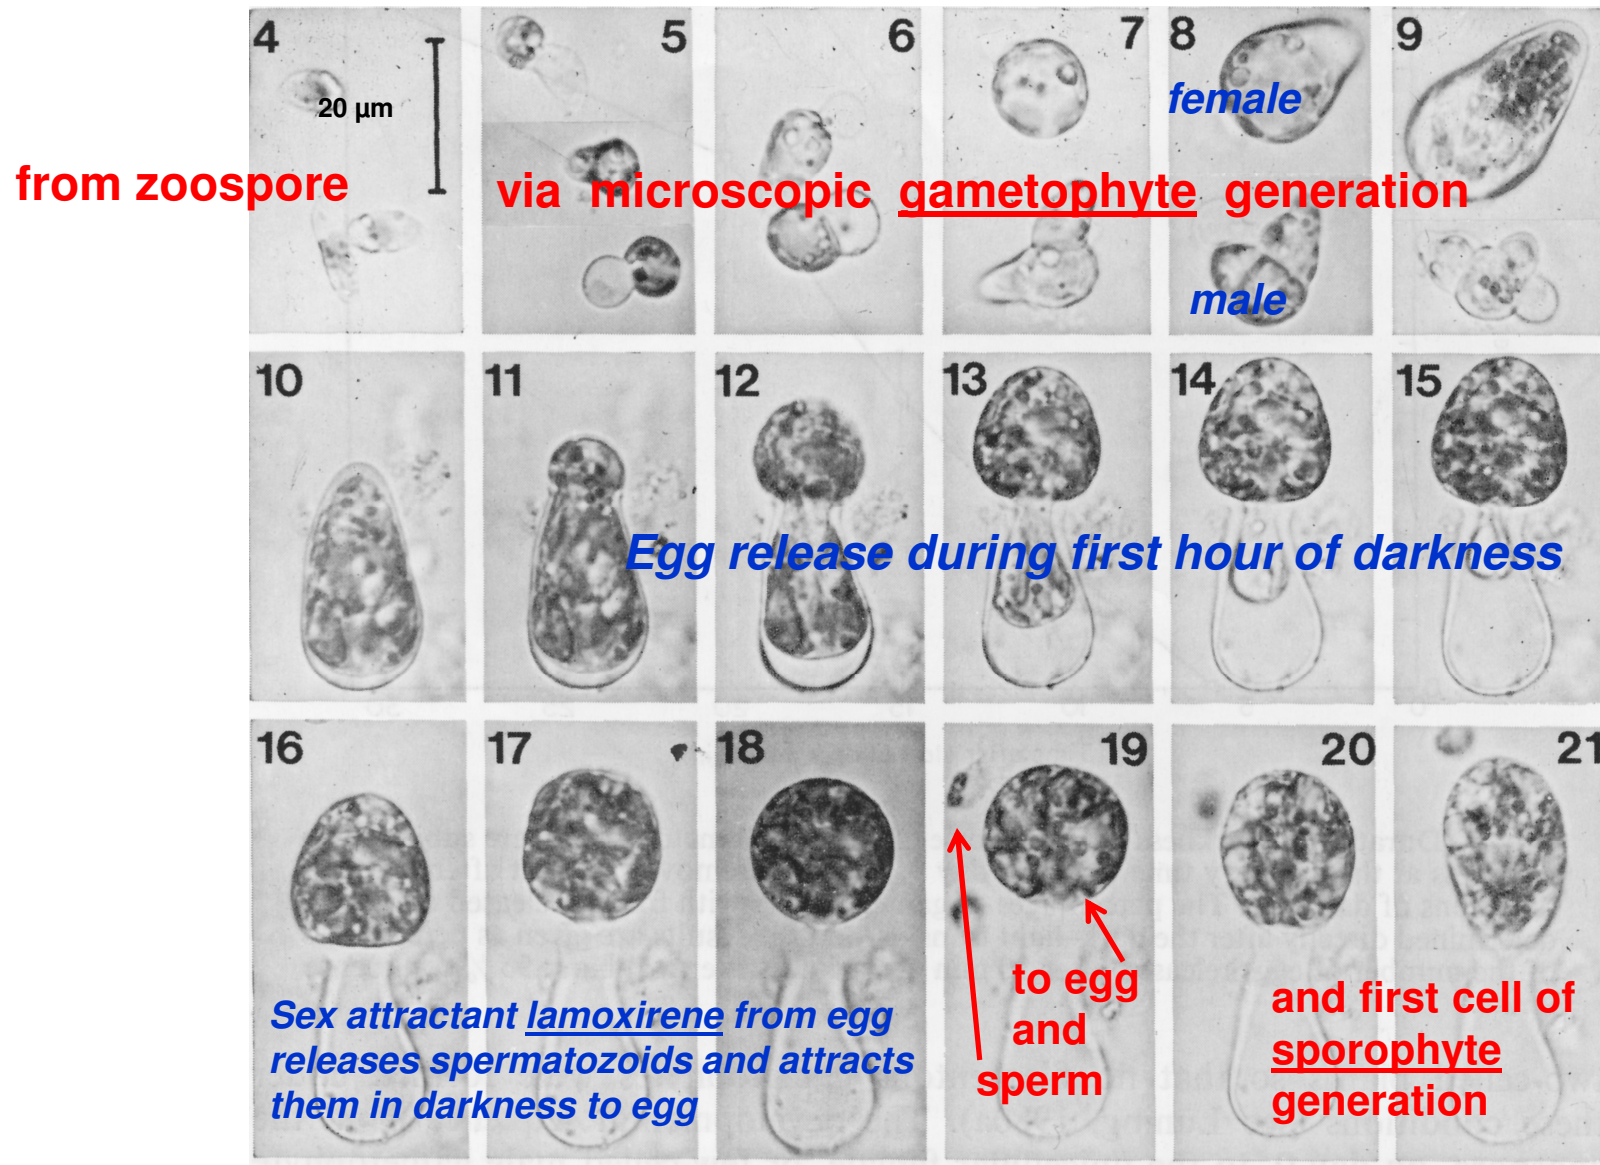 4 5 6 7 8 9
20 µm
female
from zoospore via microscopic gametophyte generation
male
10 11 12 13 14 15
Egg release during first hour of darkness
16 17 18 19 20 21
to egg
and
sperm
and first cell of
sporophyte
generation
Sex attractant lamoxirene from egg
releases spermatozoids and attracts
them in darkness to egg